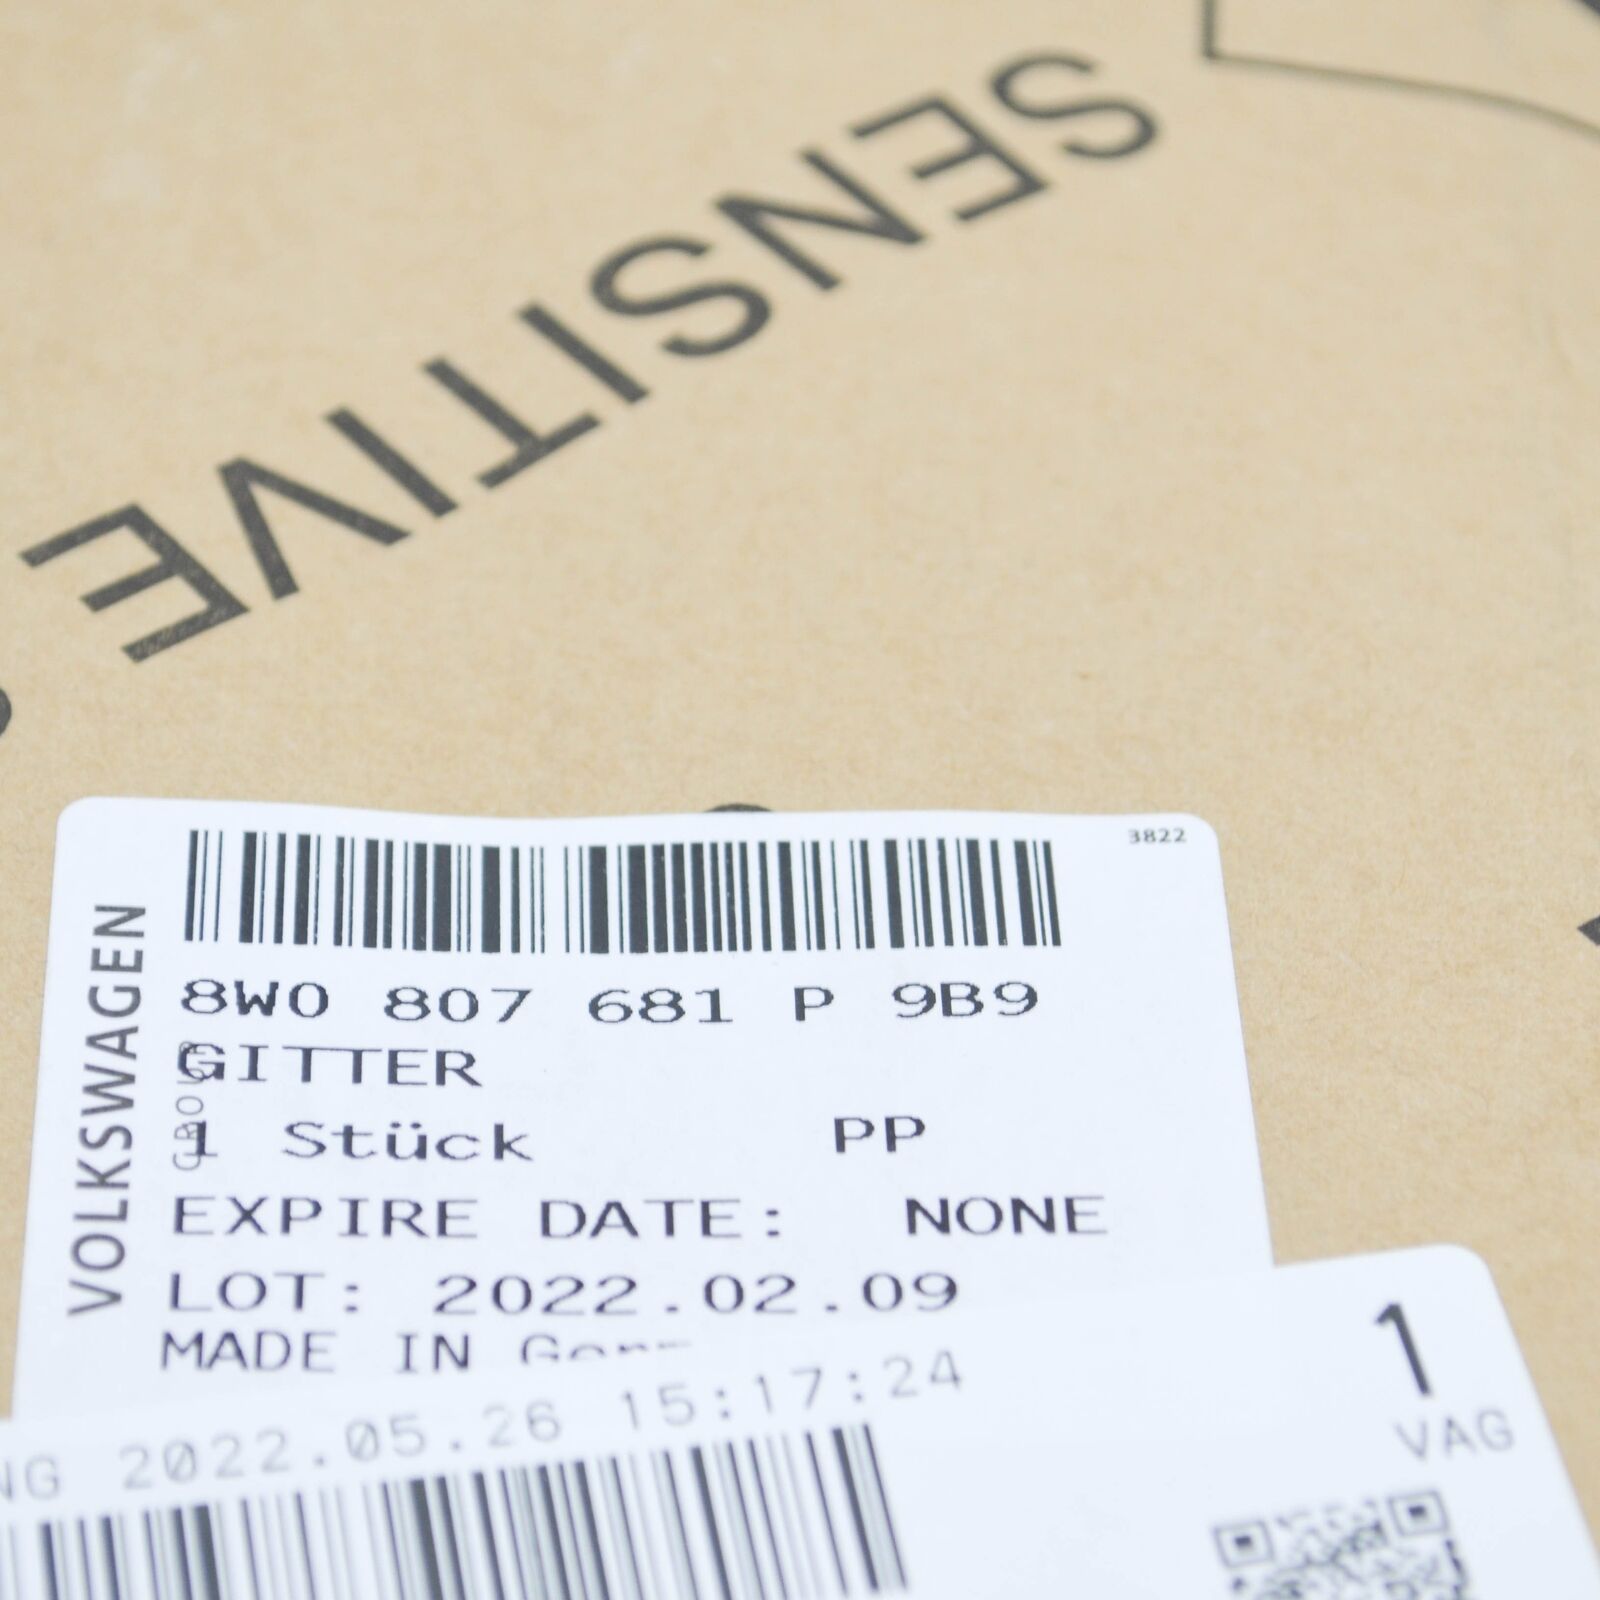 SENSITIVE
3822
VOLKSWAGEN
8W0 807 681 P 9B9
GITTER
1 Stück PP
EXPIRE DATE: NONE
LOT: 2022.02.09
MADE IN
1
NG 2022.05.26 15:17:24
VAG